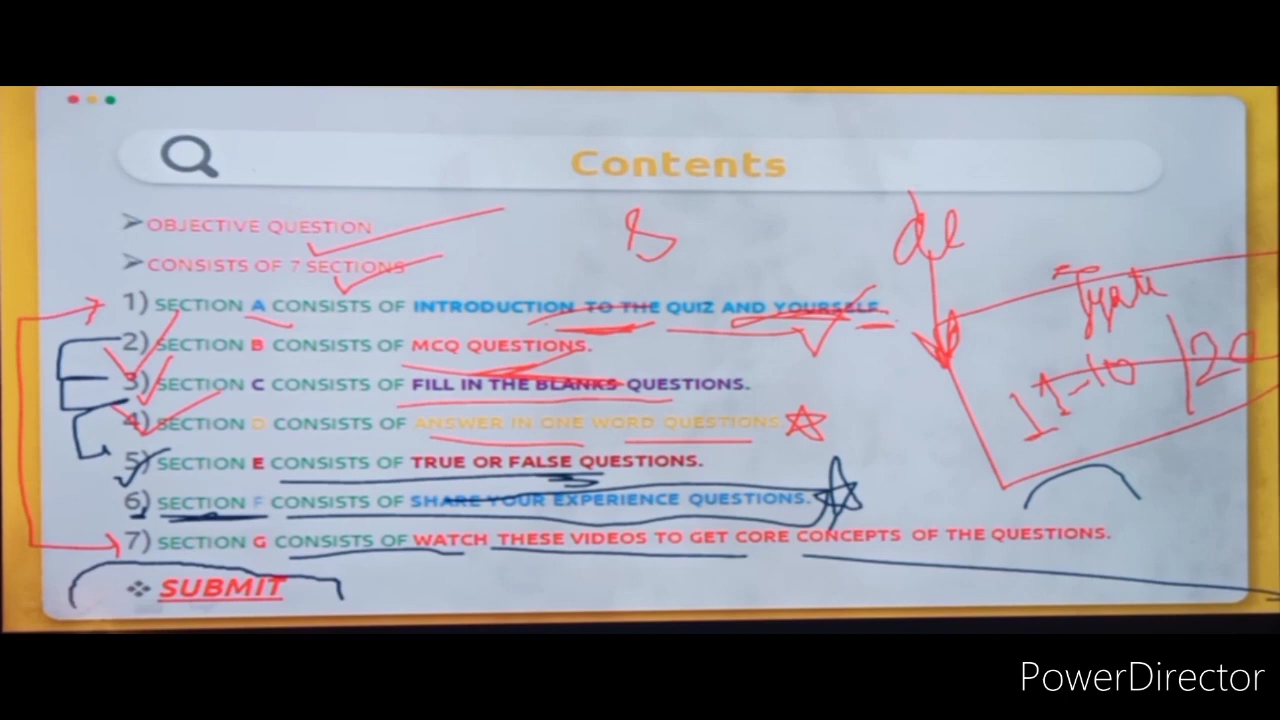 Contents
➤ OBJECTIVE QUESTION
➤ CONSISTS OF 7 SECTIONS
1) SECTION A CONSISTS OF INTRODUCTION TO THE QUIZ AND YOURSELF.
2) SECTION B CONSISTS OF MCQ QUESTIONS.
3) SECTION C CONSISTS OF FILL IN THE BLANKS QUESTIONS.
4) SECTION D CONSISTS OF ANSWER IN ONE WORD QUESTIONS.
5) SECTION E CONSISTS OF TRUE OR FALSE QUESTIONS.
6) SECTION F CONSISTS OF SHARE YOUR EXPERIENCE QUESTIONS.
7) SECTION G CONSISTS OF WATCH THESE VIDEOS TO GET CORE CONCEPTS OF THE QUESTIONS.
❖ SUBMIT
PowerDirector